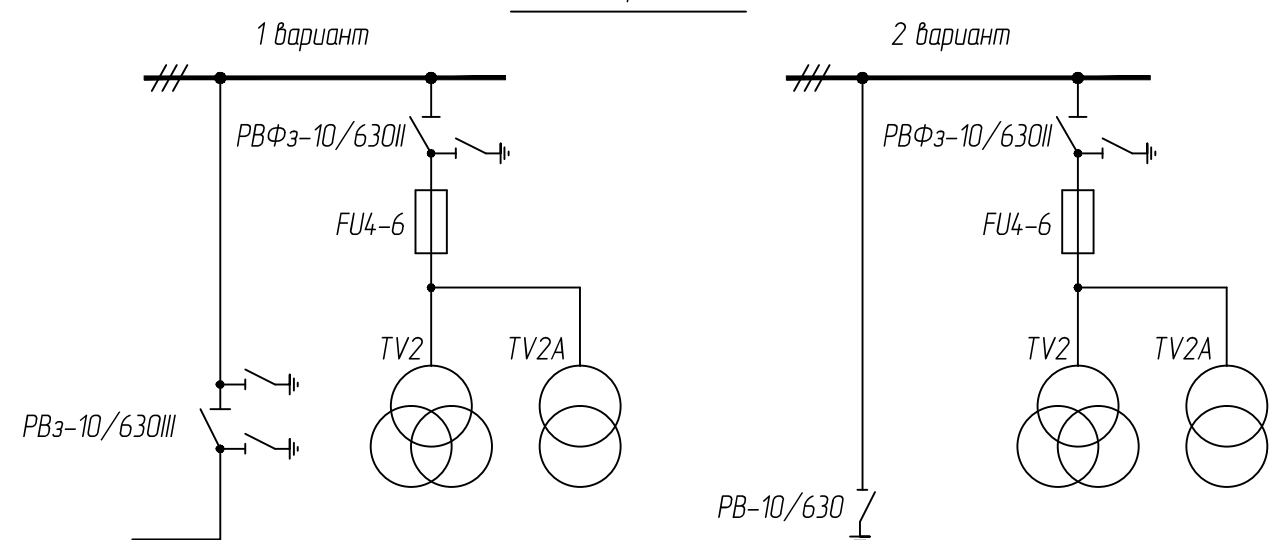 1 вариант
2 вариант
РВФз-10/630II
РВФз-10/630II
FU4-6
FU4-6
TV2
TV2A
TV2
TV2A
РВз-10/630III
РВ-10/630